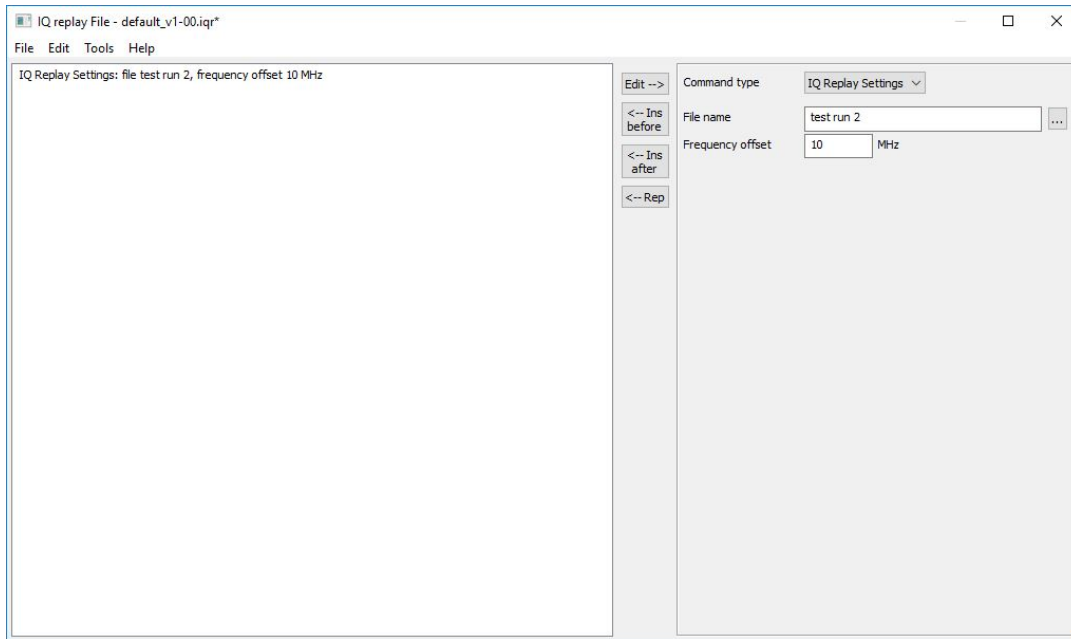 IQ replay File - default_v1-00.iqr*
File Edit Tools Help
IQ Replay Settings: file test run 2, frequency offset 10 MHz
Edit -->
<-- Ins
before
<-- Ins
after
<-- Rep
Command type IQ Replay Settings
File name test run 2 ...
Frequency offset 10 MHz